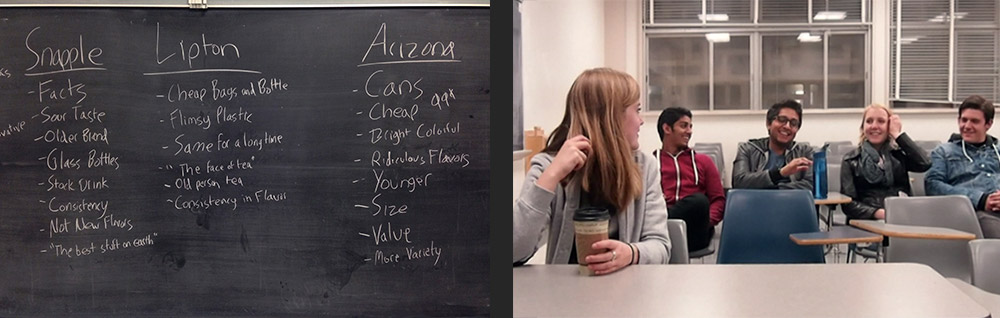 Snapple
- Facts
- Sour Taste
- Older Brand
- Glass Bottles
- Stock Drink
- Consistency
- Not New Flavors
- "The best stuff on earth"
Lipton
- Cheap Bags and Bottle
- Flimsy Plastic
- Same for a long time
- "The face of tea"
- Old person tea
- Consistency in Flavor
Arizona
- Cans
- Cheap 99¢
- Bright Colorful
- Ridiculous Flavors
- Younger
- Size
- Value
- More Variety